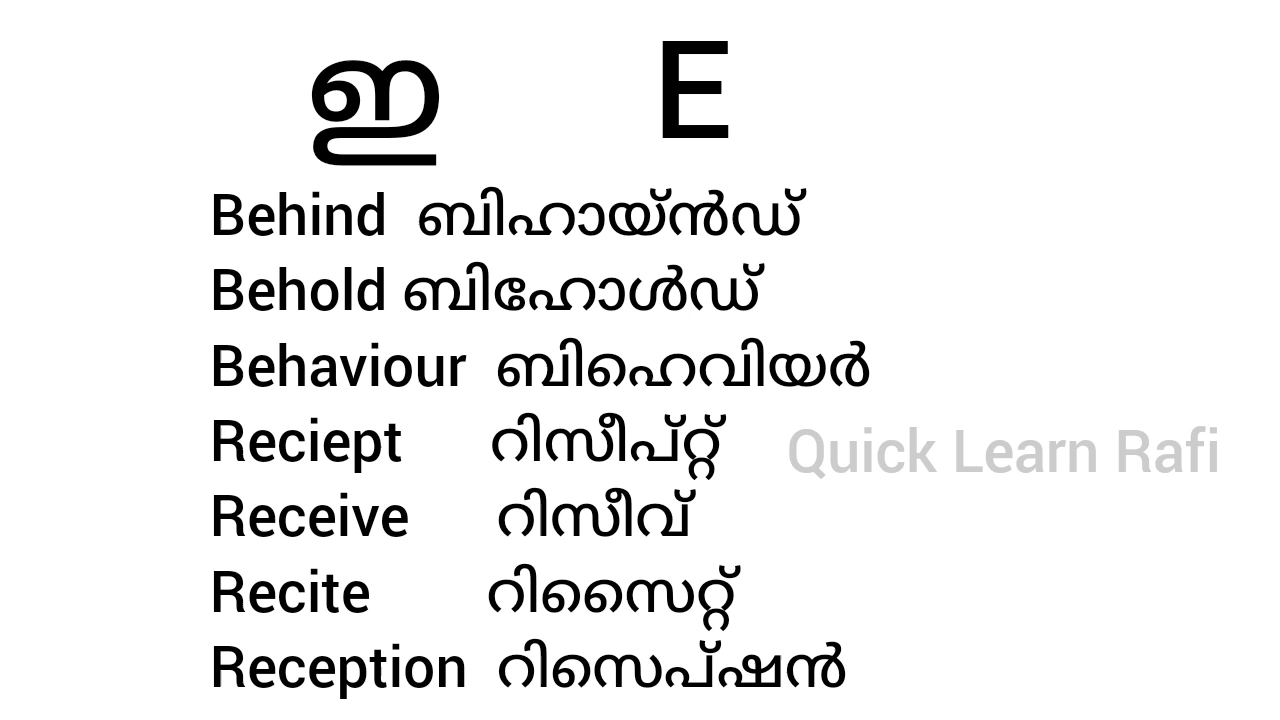 ഇ E
Behind ബിഹായ്ൻഡ്
Behold ബിഹോൾഡ്
Behaviour ബിഹെവിയർ
Reciept റിസീപ്റ്റ്
Quick Learn Rafi
Receive റിസീവ്
Recite റിസൈറ്റ്
Reception റിസെപ്ഷൻ